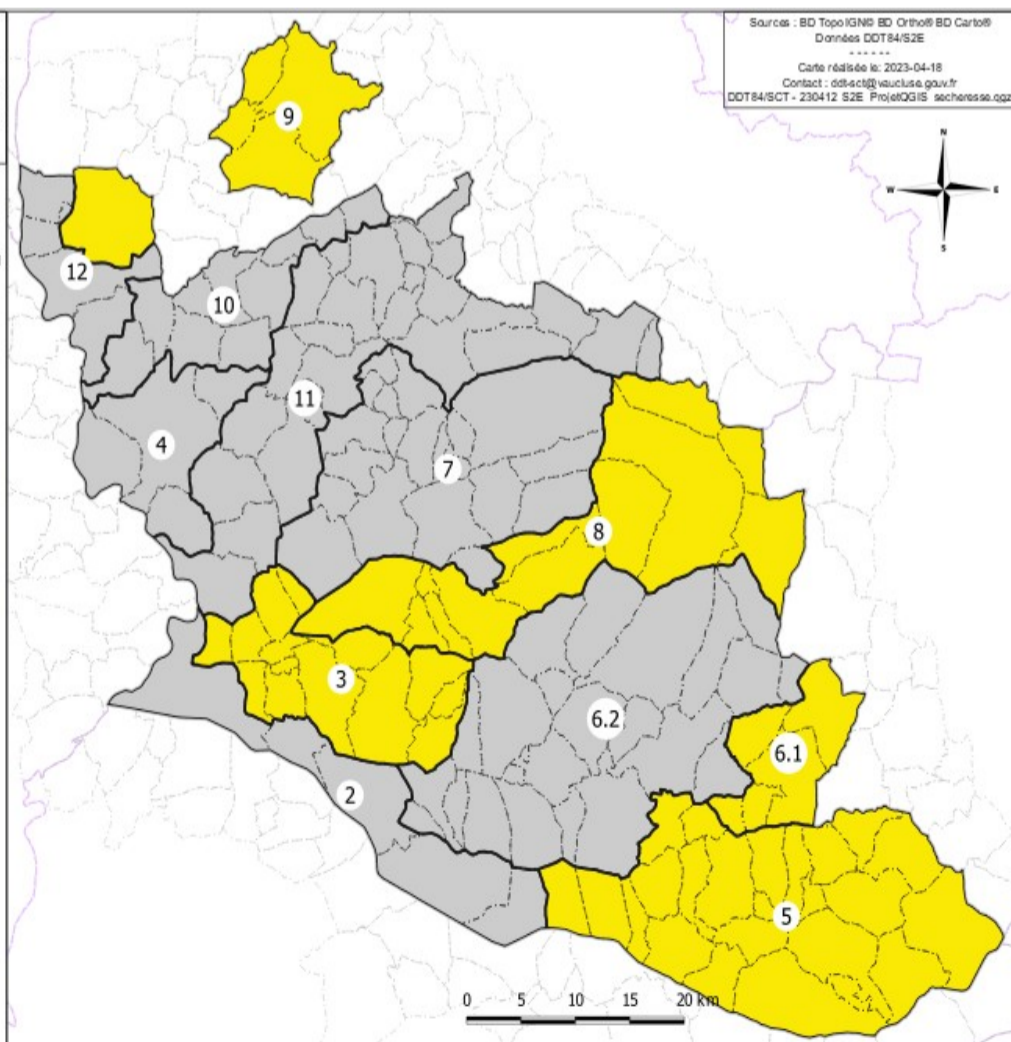 Sources : BD TopoIGN® BD Ortho® BD Carto®
Données DDT84/S2E
- - - - - -
Carte réalisée le: 2023-04-18
Contact : ddt-sct@vaucluse.gouv.fr
DDT84/SCT - 230412 S2E ProjetQGIS secheresse.qgz
N
W E
S
9
12
10
11
4
7
8
3
6.2
6.1
2
5
0 5 10 15 20 km